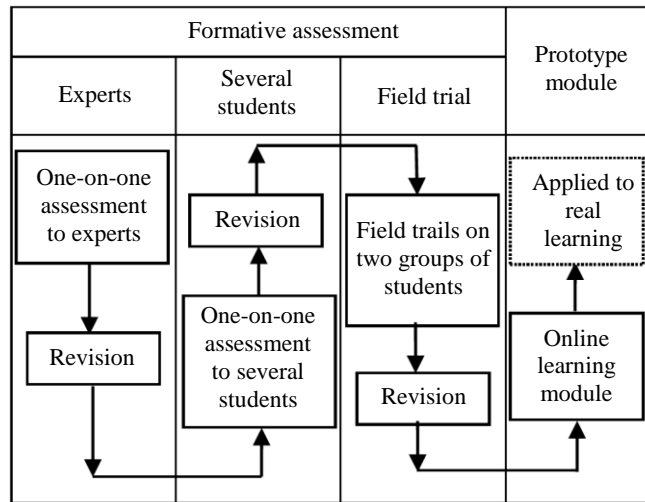 Formative assessment
Prototype
module
Experts
Several
students
Field trial
One-on-one
assessment
to experts
Revision
Revision
One-on-one
assessment
to several
students
Field trails on
two groups of
students
Revision
Applied to
real
learning
Online
learning
module